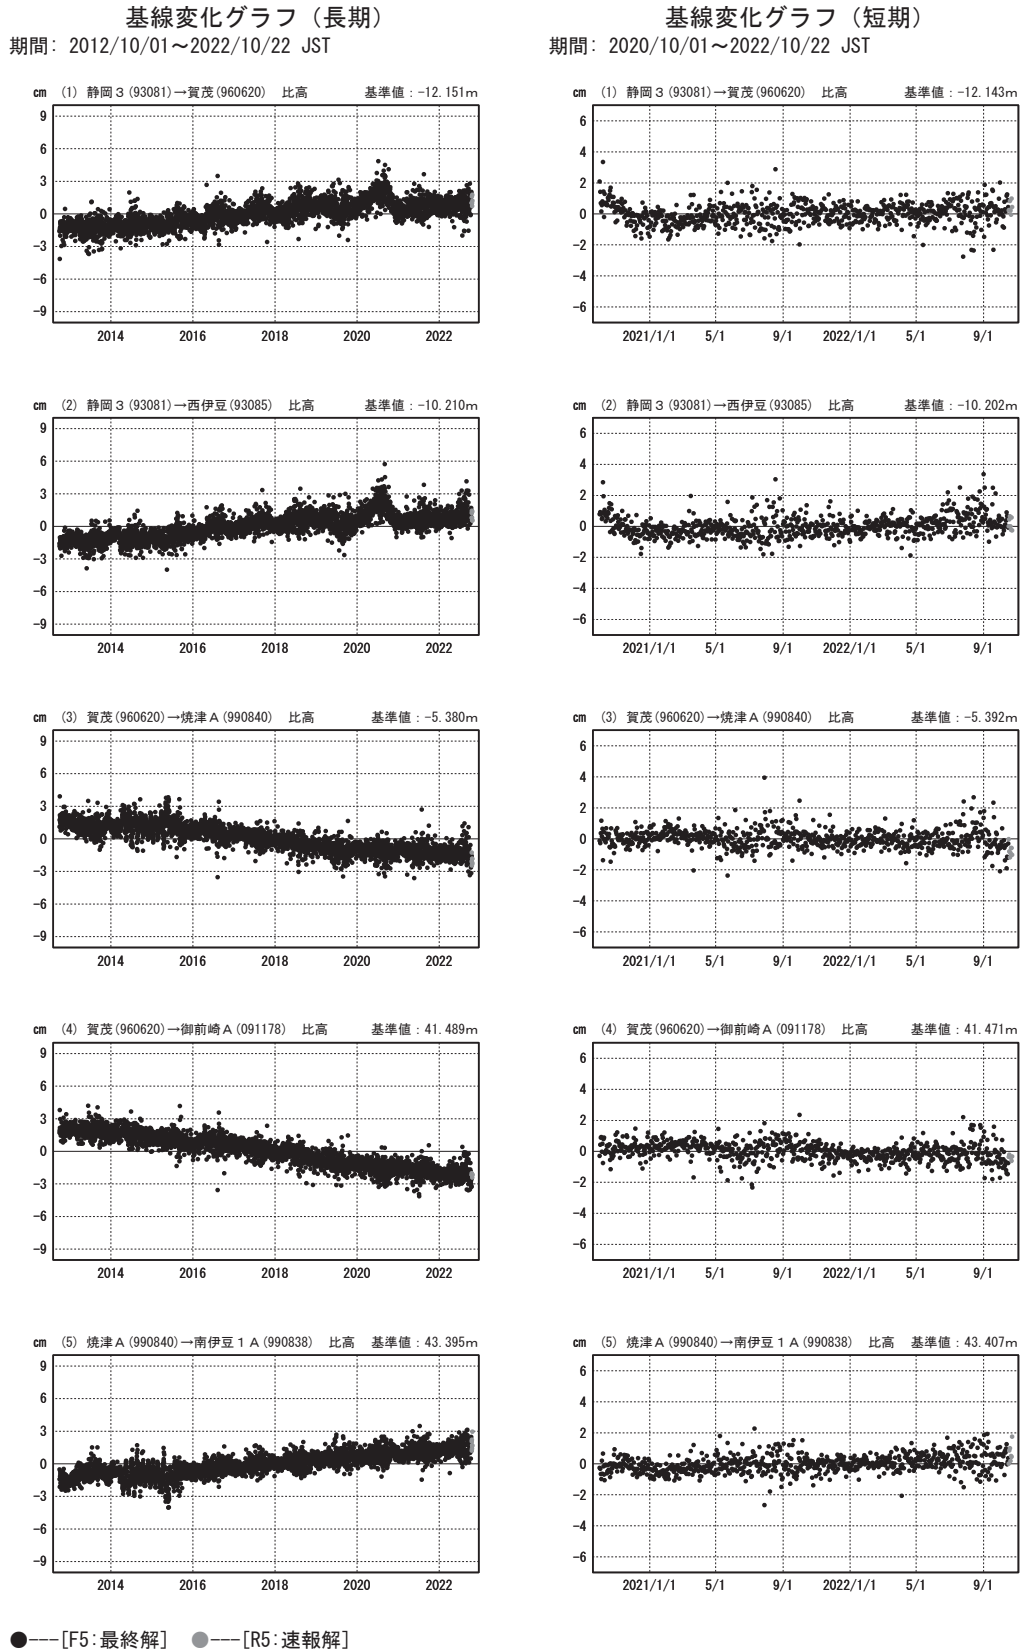 基線変化グラフ（長期）
期間: 2012/10/01～2022/10/22 JST
cm (1) 静岡３(93081)→賀茂(960620) 比高 基準値：-12.151m
9
6
3
0
-3
-6
-9
2014 2016 2018 2020 2022
cm (2) 静岡３(93081)→西伊豆(93085) 比高 基準値：-10.210m
9
6
3
0
-3
-6
-9
2014 2016 2018 2020 2022
cm (3) 賀茂(960620)→焼津Ａ(990840) 比高 基準値：-5.380m
9
6
3
0
-3
-6
-9
2014 2016 2018 2020 2022
cm (4) 賀茂(960620)→御前崎Ａ(091178) 比高 基準値：41.489m
9
6
3
0
-3
-6
-9
2014 2016 2018 2020 2022
cm (5) 焼津Ａ(990840)→南伊豆１Ａ(990838) 比高 基準値：43.395m
9
6
3
0
-3
-6
-9
2014 2016 2018 2020 2022
基線変化グラフ（短期）
期間: 2020/10/01～2022/10/22 JST
cm (1) 静岡３(93081)→賀茂(960620) 比高 基準値：-12.143m
6
4
2
0
-2
-4
-6
2021/1/1 5/1 9/1 2022/1/1 5/1 9/1
cm (2) 静岡３(93081)→西伊豆(93085) 比高 基準値：-10.202m
6
4
2
0
-2
-4
-6
2021/1/1 5/1 9/1 2022/1/1 5/1 9/1
cm (3) 賀茂(960620)→焼津Ａ(990840) 比高 基準値：-5.392m
6
4
2
0
-2
-4
-6
2021/1/1 5/1 9/1 2022/1/1 5/1 9/1
cm (4) 賀茂(960620)→御前崎Ａ(091178) 比高 基準値：41.471m
6
4
2
0
-2
-4
-6
2021/1/1 5/1 9/1 2022/1/1 5/1 9/1
cm (5) 焼津Ａ(990840)→南伊豆１Ａ(990838) 比高 基準値：43.407m
6
4
2
0
-2
-4
-6
2021/1/1 5/1 9/1 2022/1/1 5/1 9/1
●---[F5:最終解] ●---[R5:速報解]